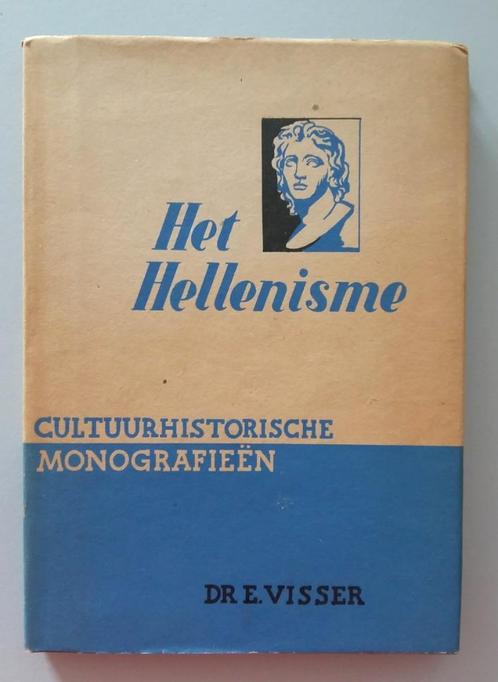 Het
Hellenisme
CULTUURHISTORISCHE
MONOGRAFIEËN
DR E. VISSER